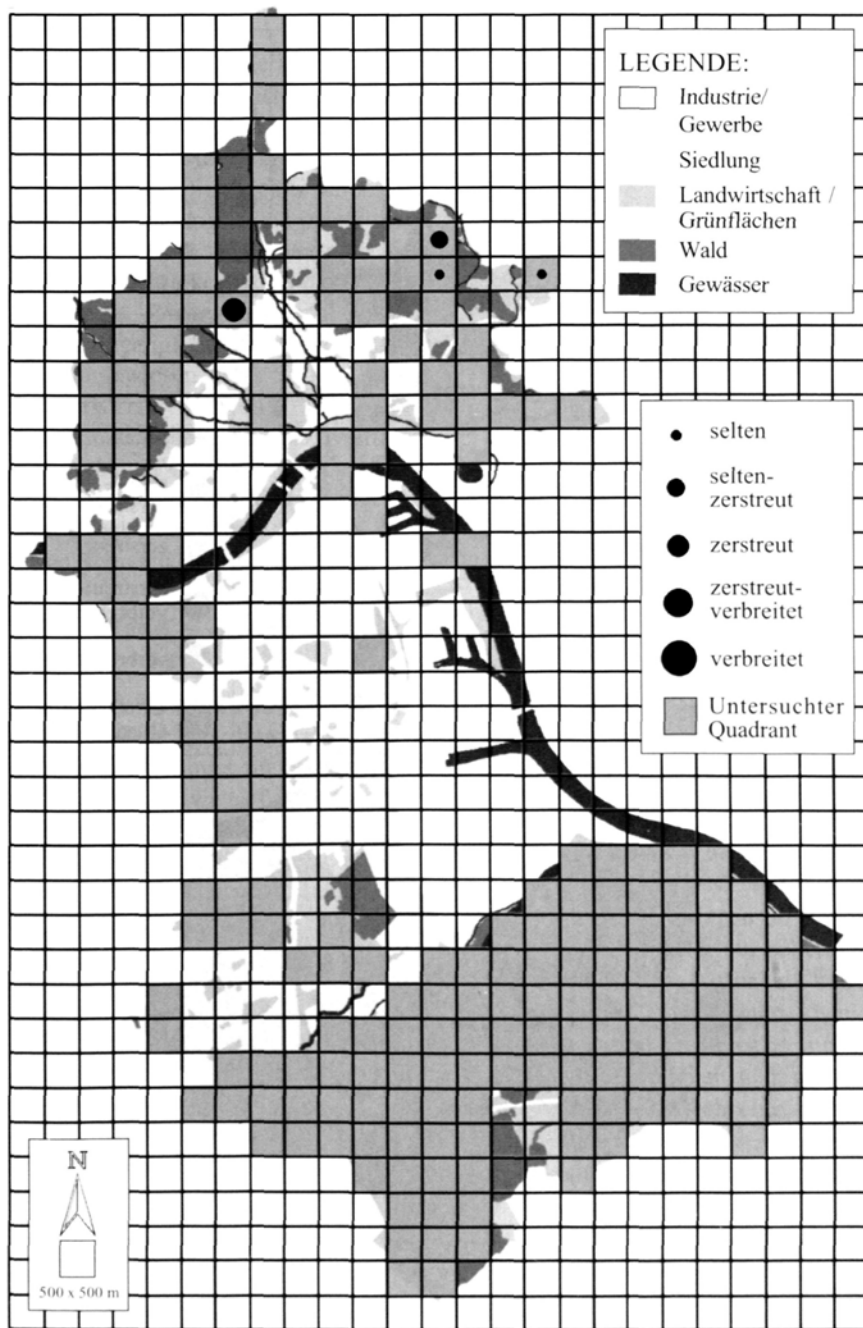 LEGENDE:
Industrie/
Gewerbe
Siedlung
Landwirtschaft /
Grünflächen
Wald
Gewässer
selten
selten-
zerstreut
zerstreut
zerstreut-
verbreitet
verbreitet
Untersuchter
Quadrant
N
500 x 500 m